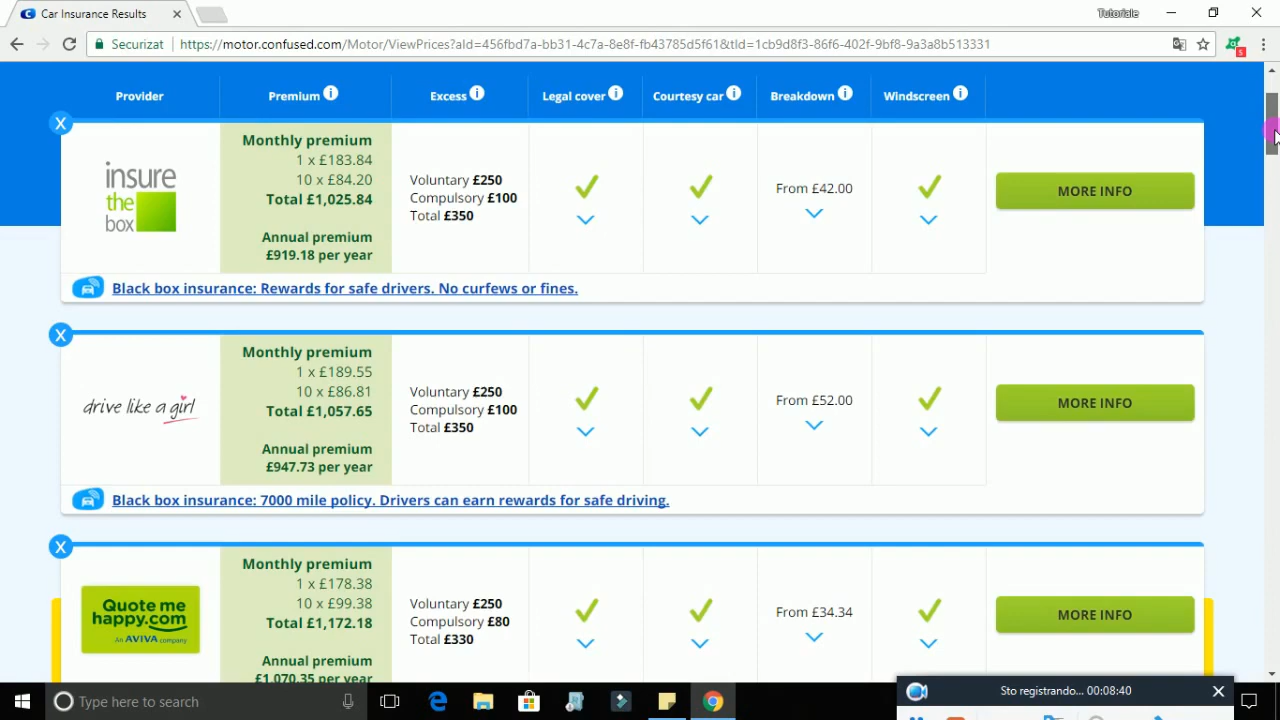 Car Insurance Results
Tutoriale
Securizat
https://motor.confused.com/Motor/ViewPrices?aId=456fbd7a-bb31-4c7a-8e8f-fb43785d5f61&tId=1cb9d8f3-86f6-402f-9bf8-9a3a8b513331
5
Provider Premium Excess Legal cover Courtesy car Breakdown Windscreen
X
insure
the
box
Monthly premium
1 x £183.84
10 x £84.20
Total £1,025.84
Annual premium
£919.18 per year
Voluntary £250
Compulsory £100
Total £350
From £42.00
MORE INFO
Black box insurance: Rewards for safe drivers. No curfews or fines.
X
drive like a girl
Monthly premium
1 x £189.55
10 x £86.81
Total £1,057.65
Annual premium
£947.73 per year
Voluntary £250
Compulsory £100
Total £350
From £52.00
MORE INFO
Black box insurance: 7000 mile policy. Drivers can earn rewards for safe driving.
X
Quote me
happy.com
An AVIVA company
Monthly premium
1 x £178.38
10 x £99.38
Total £1,172.18
Annual premium
£1,070.35 per year
Voluntary £250
Compulsory £80
Total £330
From £34.34
MORE INFO
Sto registrando... 00:08:40
Type here to search